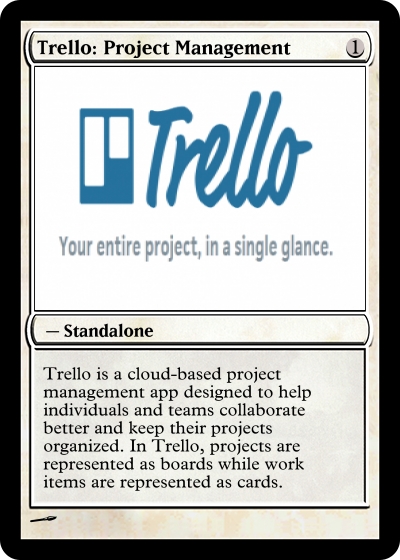 Trello: Project Management
1
Trello
Your entire project, in a single glance.
— Standalone
Trello is a cloud-based project
management app designed to help
individuals and teams collaborate
better and keep their projects
organized. In Trello, projects are
represented as boards while work
items are represented as cards.